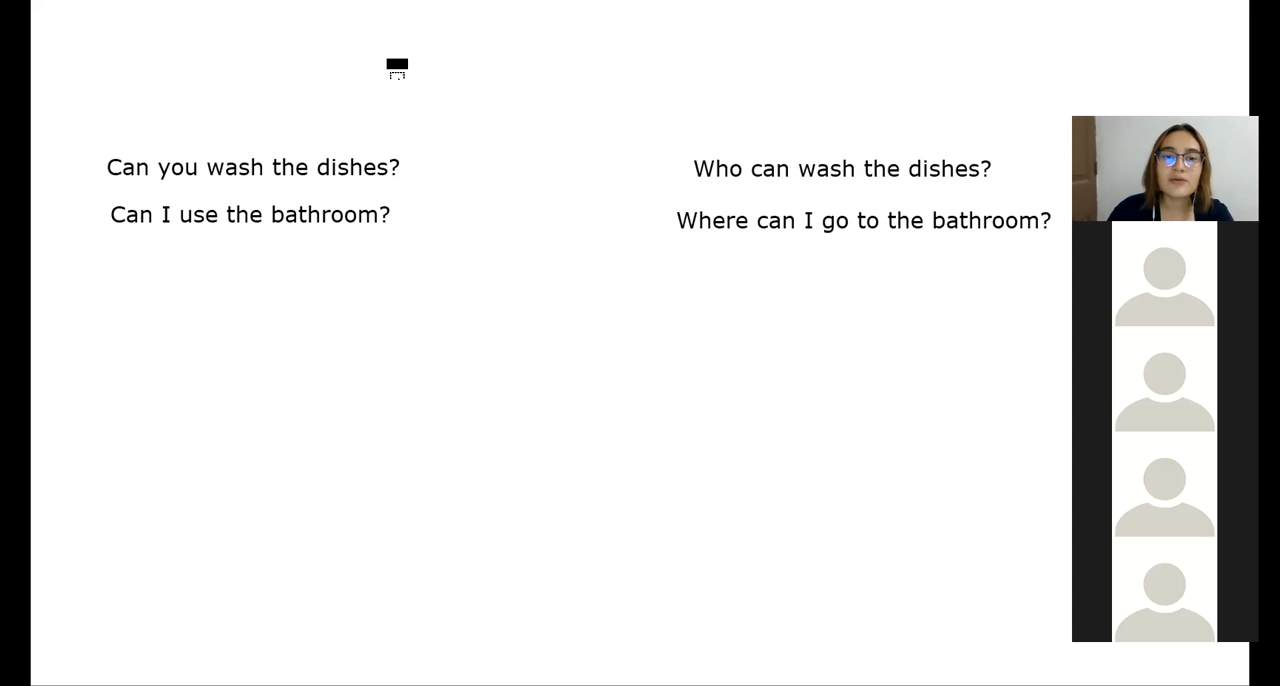 Can you wash the dishes?
Can I use the bathroom?
Who can wash the dishes?
Where can I go to the bathroom?